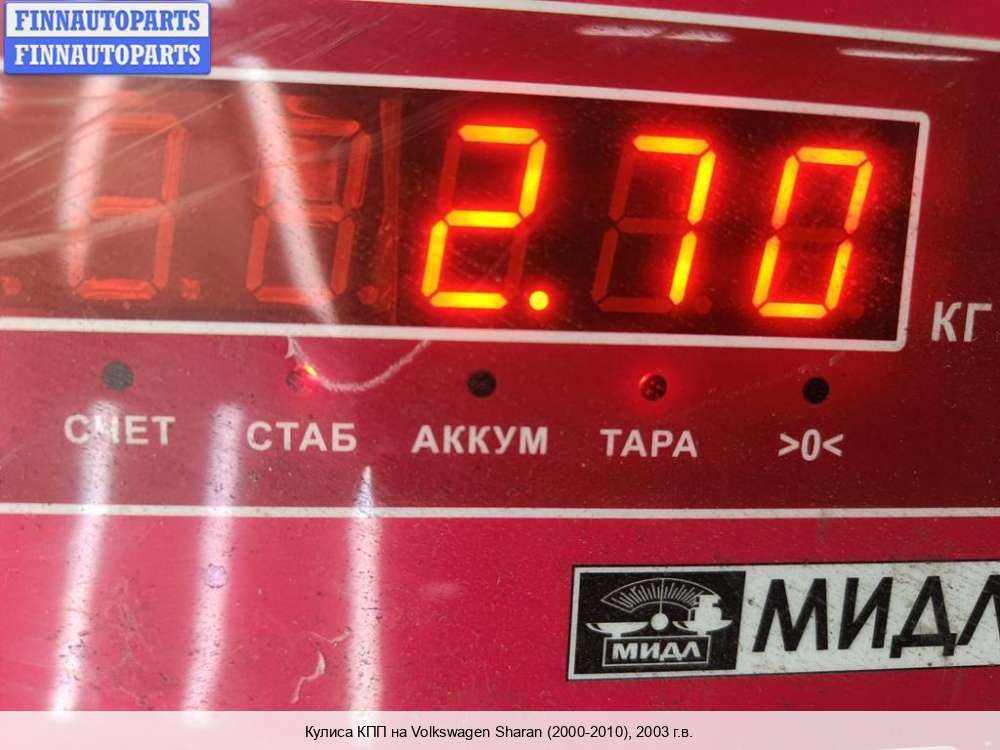 FINNAUTOPARTS
FINNAUTOPARTS
2.70
КГ
СЧЕТ СТАБ АККУМ ТАРА >0<
МИДЛ
МИДЛ
Кулиса КПП на Volkswagen Sharan (2000-2010), 2003 г.в.